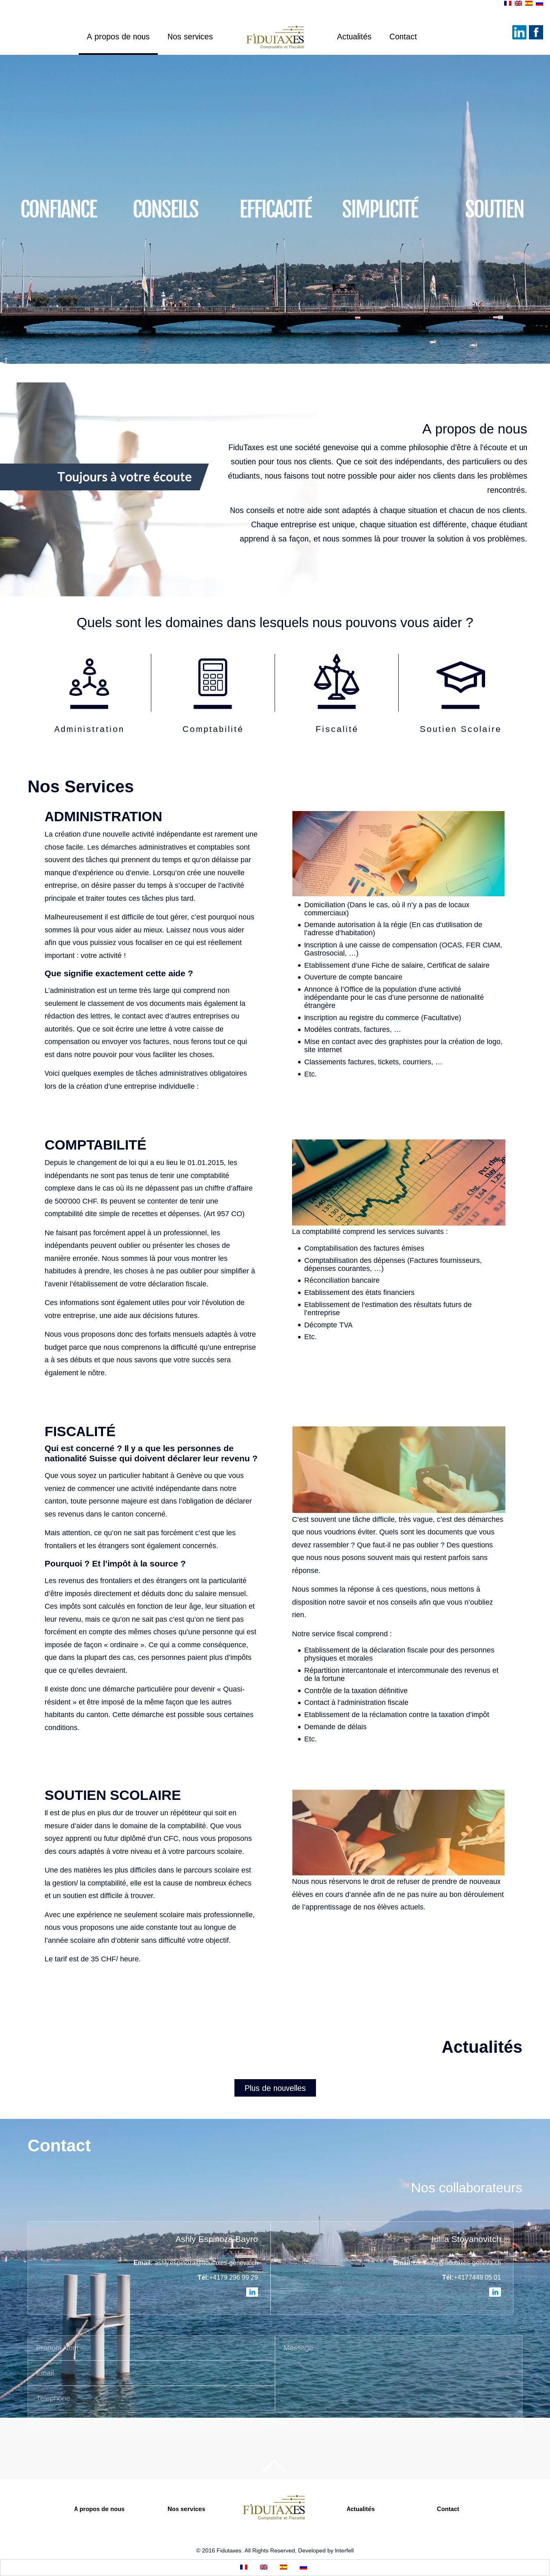 A propos de nous
Nos services
FIDUTAXES
Comptabilité et Fiscalité
Actualités
Contact
CONFIANCE
CONSEILS
EFFICACITÉ
SIMPLICITÉ
SOUTIEN
Toujours à votre écoute
A propos de nous
FiduTaxes est une société genevoise qui a comme philosophie d'être à l'écoute et un
soutien pour tous nos clients. Que ce soit des indépendants, des particuliers ou des
étudiants, nous faisons tout notre possible pour aider nos clients dans les problèmes
rencontrés.
Nos conseils et notre aide sont adaptés à chaque situation et chacun de nos clients.
Chaque entreprise est unique, chaque situation est différente, chaque étudiant
apprend à sa façon, et nous sommes là pour trouver la solution à vos problèmes.
Quels sont les domaines dans lesquels nous pouvons vous aider ?
Administration
Comptabilité
Fiscalité
Soutien Scolaire
Nos Services
ADMINISTRATION
La création d'une nouvelle activité indépendante est rarement une
chose facile. Les démarches administratives et comptables sont
souvent des tâches qui prennent du temps et qu'on délaisse par
manque d'expérience ou d'envie. Lorsqu'on crée une nouvelle
entreprise, on désire passer du temps à s'occuper de l'activité
principale et traiter toutes ces tâches plus tard.
Malheureusement il est difficile de tout gérer, c'est pourquoi nous
sommes là pour vous aider au mieux. Laissez nous vous aider
afin que vous puissiez vous focaliser en ce qui est réellement
important : votre activité !
Que signifie exactement cette aide ?
L'administration est un terme très large qui comprend non
seulement le classement de vos documents mais également la
rédaction des lettres, le contact avec d'autres entreprises ou
autorités. Que ce soit écrire une lettre à votre caisse de
compensation ou envoyer vos factures, nous ferons tout ce qui
est dans notre pouvoir pour vous faciliter les choses.
Voici quelques exemples de tâches administratives obligatoires
lors de la création d'une entreprise individuelle :
Domiciliation (Dans le cas, où il n'y a pas de locaux
commerciaux)
Demande autorisation à la régie (En cas d'utilisation de
l'adresse d'habitation)
Inscription à une caisse de compensation (OCAS, FER CIAM,
Gastrosocial, …)
Etablissement d'une Fiche de salaire, Certificat de salaire
Ouverture de compte bancaire
Annonce à l'Office de la population d'une activité
indépendante pour le cas d'une personne de nationalité
étrangère
Inscription au registre du commerce (Facultative)
Modèles contrats, factures, …
Mise en contact avec des graphistes pour la création de logo,
site internet
Classements factures, tickets, courriers, …
Etc.
COMPTABILITÉ
Depuis le changement de loi qui a eu lieu le 01.01.2015, les
indépendants ne sont pas tenus de tenir une comptabilité
complexe dans le cas où ils ne dépassent pas un chiffre d'affaire
de 500'000 CHF. Ils peuvent se contenter de tenir une
comptabilité dite simple de recettes et dépenses. (Art 957 CO)
Ne faisant pas forcément appel à un professionnel, les
indépendants peuvent oublier ou présenter les choses de
manière erronée. Nous sommes là pour vous montrer les
habitudes à prendre, les choses à ne pas oublier pour simplifier à
l'avenir l'établissement de votre déclaration fiscale.
Ces informations sont également utiles pour voir l'évolution de
votre entreprise, une aide aux décisions futures.
Nous vous proposons donc des forfaits mensuels adaptés à votre
budget parce que nous comprenons la difficulté qu'une entreprise
a à ses débuts et que nous savons que votre succès sera
également le nôtre.
La comptabilité comprend les services suivants :
Comptabilisation des factures émises
Comptabilisation des dépenses (Factures fournisseurs,
dépenses courantes, …)
Réconciliation bancaire
Etablissement des états financiers
Etablissement de l'estimation des résultats futurs de
l'entreprise
Décompte TVA
Etc.
FISCALITÉ
Qui est concerné ? Il y a que les personnes de
nationalité Suisse qui doivent déclarer leur revenu ?
Que vous soyez un particulier habitant à Genève ou que vous
veniez de commencer une activité indépendante dans notre
canton, toute personne majeure est dans l'obligation de déclarer
ses revenus dans le canton concerné.
Mais attention, ce qu'on ne sait pas forcément c'est que les
frontaliers et les étrangers sont également concernés.
Pourquoi ? Et l'impôt à la source ?
Les revenus des frontaliers et des étrangers ont la particularité
d'être imposés directement et déduits donc du salaire mensuel.
Ces impôts sont calculés en fonction de leur âge, leur situation et
leur revenu, mais ce qu'on ne sait pas c'est qu'on ne tient pas
forcément en compte des mêmes choses qu'une personne qui est
imposée de façon « ordinaire ». Ce qui a comme conséquence,
que dans la plupart des cas, ces personnes paient plus d'impôts
que ce qu'elles devraient.
Il existe donc une démarche particulière pour devenir « Quasi-
résident » et être imposé de la même façon que les autres
habitants du canton. Cette démarche est possible sous certaines
conditions.
C'est souvent une tâche difficile, très vague, c'est des démarches
que nous voudrions éviter. Quels sont les documents que vous
devez rassembler ? Que faut-il ne pas oublier ? Des questions
que nous nous posons souvent mais qui restent parfois sans
réponse.
Nous sommes la réponse à ces questions, nous mettons à
disposition notre savoir et nos conseils afin que vous n'oubliez
rien.
Notre service fiscal comprend :
Etablissement de la déclaration fiscale pour des personnes
physiques et morales
Répartition intercantonale et intercommunale des revenus et
de la fortune
Contrôle de la taxation définitive
Contact à l'administration fiscale
Etablissement de la réclamation contre la taxation d'impôt
Demande de délais
Etc.
SOUTIEN SCOLAIRE
Il est de plus en plus dur de trouver un répétiteur qui soit en
mesure d'aider dans le domaine de la comptabilité. Que vous
soyez apprenti ou futur diplômé d'un CFC, nous vous proposons
des cours adaptés à votre niveau et à votre parcours scolaire.
Une des matières les plus difficiles dans le parcours scolaire est
la gestion/ la comptabilité, elle est la cause de nombreux échecs
et un soutien est difficile à trouver.
Avec une expérience ne seulement scolaire mais professionnelle,
nous vous proposons une aide constante tout au longue de
l'année scolaire afin d'obtenir sans difficulté votre objectif.
Le tarif est de 35 CHF/ heure.
Nous nous réservons le droit de refuser de prendre de nouveaux
élèves en cours d'année afin de ne pas nuire au bon déroulement
de l'apprentissage de nos élèves actuels.
Actualités
Plus de nouvelles
Contact
Nos collaborateurs
Ashly Espinoza Bayro
Email: ashly.espinoza@fidutaxes-geneva.ch
Tél:+4179 296 99 29
Iuliia Stoyanovitch
Email:
Tél:+4177449 05 01
Prénom Nom
Email
Téléphone
Message
A propos de nous
Nos services
FIDUTAXES
Comptabilité et Fiscalité
Actualités
Contact
© 2016 Fidutaxes. All Rights Reserved, Developed by Interfell